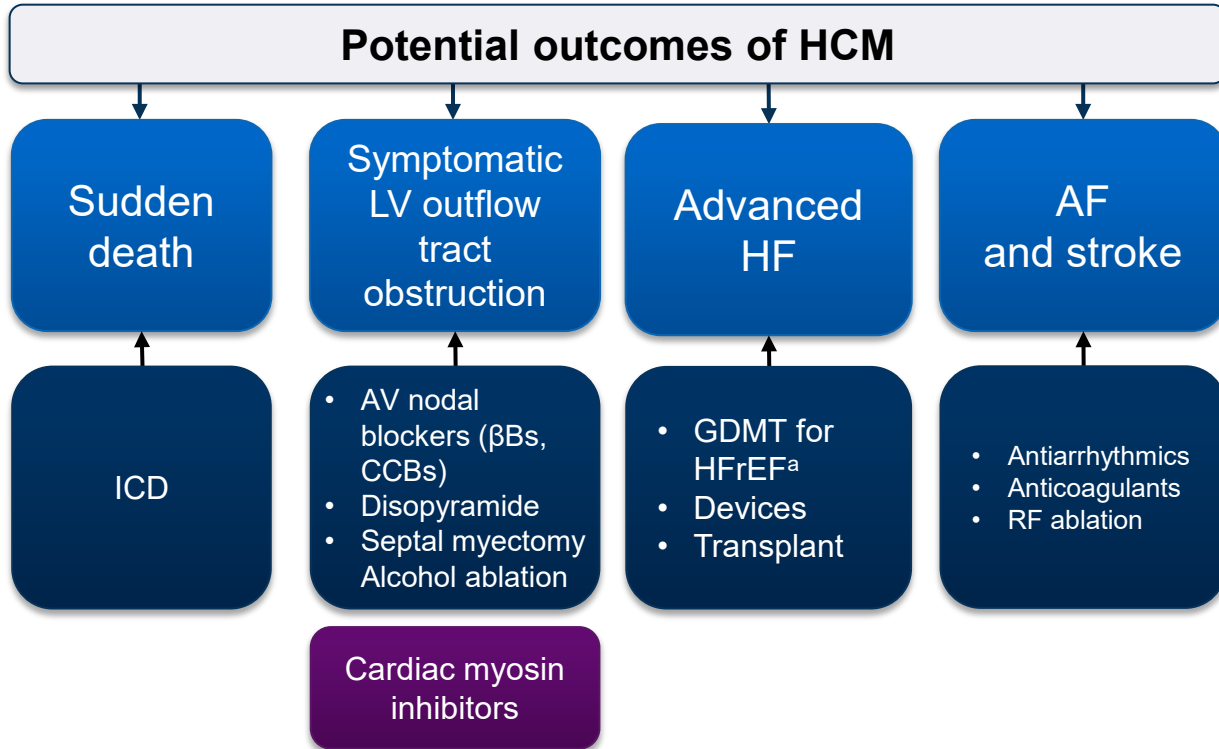 Potential outcomes of HCM
Sudden
death
Symptomatic
LV outflow
tract
obstruction
Advanced
HF
AF
and stroke
ICD
• AV nodal
blockers (βBs,
CCBs)
• Disopyramide
• Septal myectomy
Alcohol ablation
• GDMT for
HFrEFᵃ
• Devices
• Transplant
• Antiarrhythmics
• Anticoagulants
• RF ablation
Cardiac myosin
inhibitors